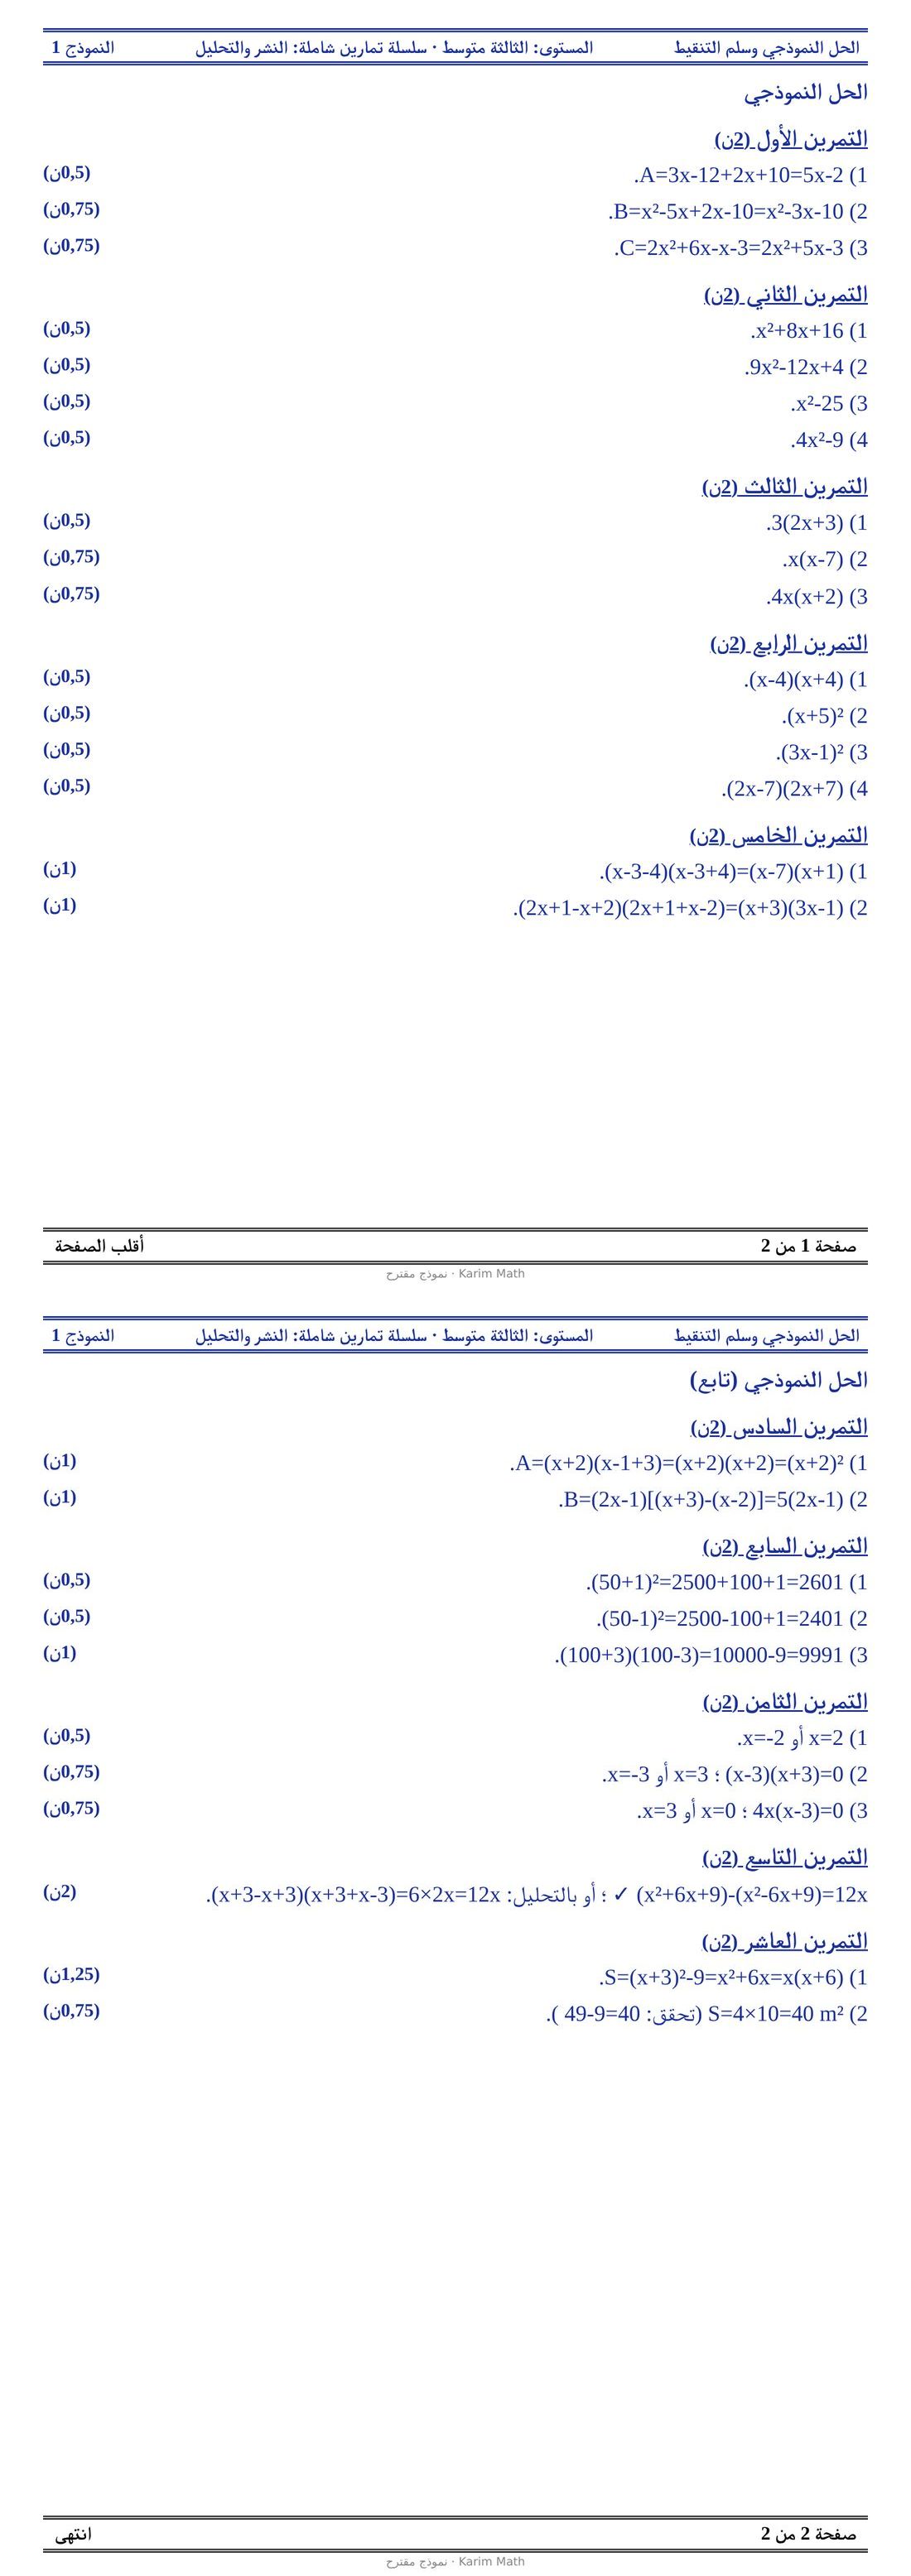 الحل النموذجي وسلم التنقيط المستوى: الثالثة متوسط · سلسلة تمارين شاملة: النشر والتحليل النموذج 1
الحل النموذجي
التمرين الأول (2ن)
1) A=3x-12+2x+10=5x-2. (0,5ن)
2) B=x²-5x+2x-10=x²-3x-10. (0,75ن)
3) C=2x²+6x-x-3=2x²+5x-3. (0,75ن)
التمرين الثاني (2ن)
1) x²+8x+16. (0,5ن)
2) 9x²-12x+4. (0,5ن)
3) x²-25. (0,5ن)
4) 4x²-9. (0,5ن)
التمرين الثالث (2ن)
1) 3(2x+3). (0,5ن)
2) x(x-7). (0,75ن)
3) 4x(x+2). (0,75ن)
التمرين الرابع (2ن)
1) (x-4)(x+4). (0,5ن)
2) (x+5)². (0,5ن)
3) (3x-1)². (0,5ن)
4) (2x-7)(2x+7). (0,5ن)
التمرين الخامس (2ن)
1) (x-3-4)(x-3+4)=(x-7)(x+1). (1ن)
2) (2x+1-x+2)(2x+1+x-2)=(x+3)(3x-1). (1ن)
صفحة 1 من 2 أقلب الصفحة
Karim Math · نموذج مقترح
الحل النموذجي وسلم التنقيط المستوى: الثالثة متوسط · سلسلة تمارين شاملة: النشر والتحليل النموذج 1
الحل النموذجي (تابع)
التمرين السادس (2ن)
1) A=(x+2)(x-1+3)=(x+2)(x+2)=(x+2)². (1ن)
2) B=(2x-1)[(x+3)-(x-2)]=5(2x-1). (1ن)
التمرين السابع (2ن)
1) (50+1)²=2500+100+1=2601. (0,5ن)
2) (50-1)²=2500-100+1=2401. (0,5ن)
3) (100+3)(100-3)=10000-9=9991. (1ن)
التمرين الثامن (2ن)
1) x=2 أو x=-2. (0,5ن)
2) (x-3)(x+3)=0 ؛ x=3 أو x=-3. (0,75ن)
3) 4x(x-3)=0 ؛ x=0 أو x=3. (0,75ن)
التمرين التاسع (2ن)
(x²+6x+9)-(x²-6x+9)=12x ✓ ؛ أو بالتحليل: (x+3-x+3)(x+3+x-3)=6×2x=12x. (2ن)
التمرين العاشر (2ن)
1) S=(x+3)²-9=x²+6x=x(x+6). (1,25ن)
2) S=4×10=40 m² (تحقق: 49-9=40 ). (0,75ن)
صفحة 2 من 2 انتهى
Karim Math · نموذج مقترح